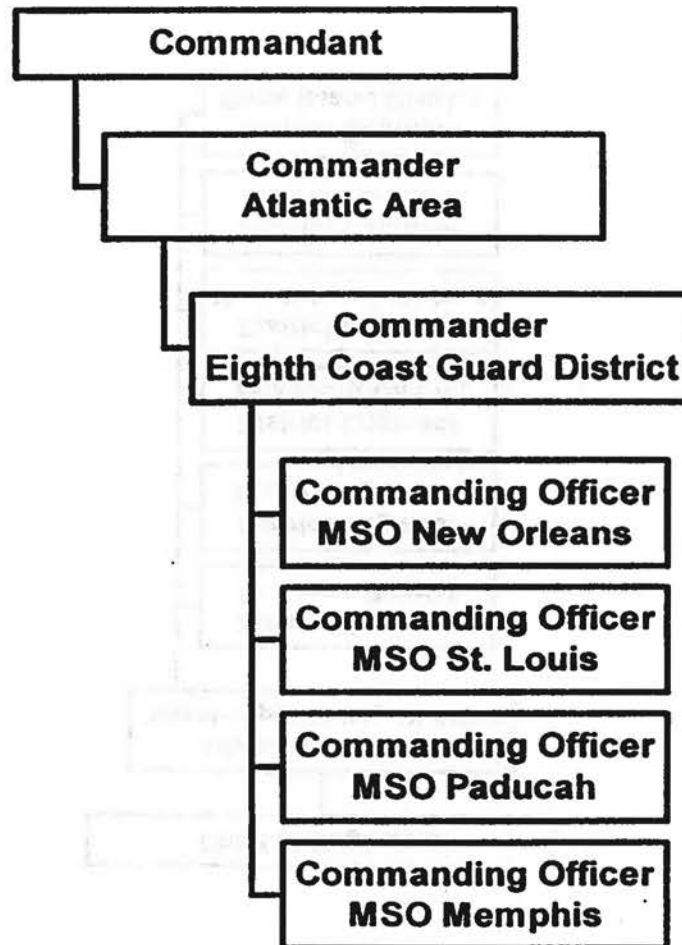 Commandant
Commander
Atlantic Area
Commander
Eighth Coast Guard District
Commanding Officer
MSO New Orleans
Commanding Officer
MSO St. Louis
Commanding Officer
MSO Paducah
Commanding Officer
MSO Memphis